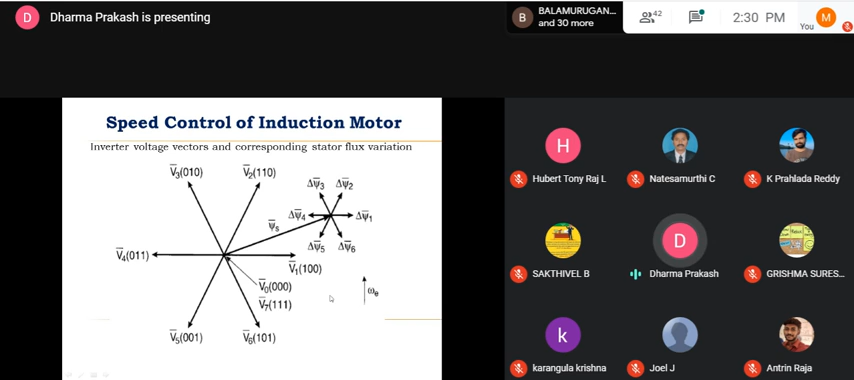 D Dharma Prakash is presenting
B BALAMURUGAN...
and 30 more
42
2:30 PM
You
M
Speed Control of Induction Motor
Inverter voltage vectors and corresponding stator flux variation
V̅₃(010)
V̅₂(110)
Δψ̅₃ Δψ̅₂
Δψ̅₄ Δψ̅₁
ψ̅ₛ
Δψ̅₅ Δψ̅₆
V̅₄(011)
V̅₁(100)
V̅₀(000)
V̅₇(111)
ωₑ
V̅₅(001)
V̅₆(101)
H
Hubert Tony Raj L
Natesamurthi C
K Prahlada Reddy
SAKTHIVEL B
D
Dharma Prakash
GRISHMA SURES...
k
karangula krishna
Joel J
Antrin Raja